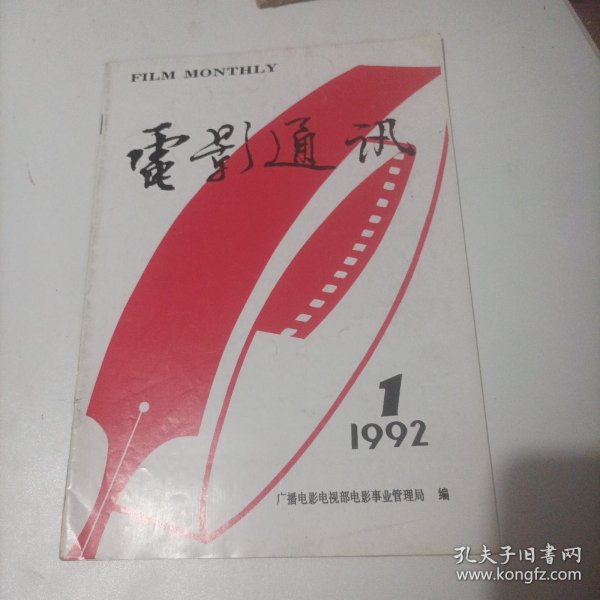 FILM MONTHLY
電影通讯
1
1992
广播电影电视部电影事业管理局 编
孔夫子旧书网
www.kongfz.com